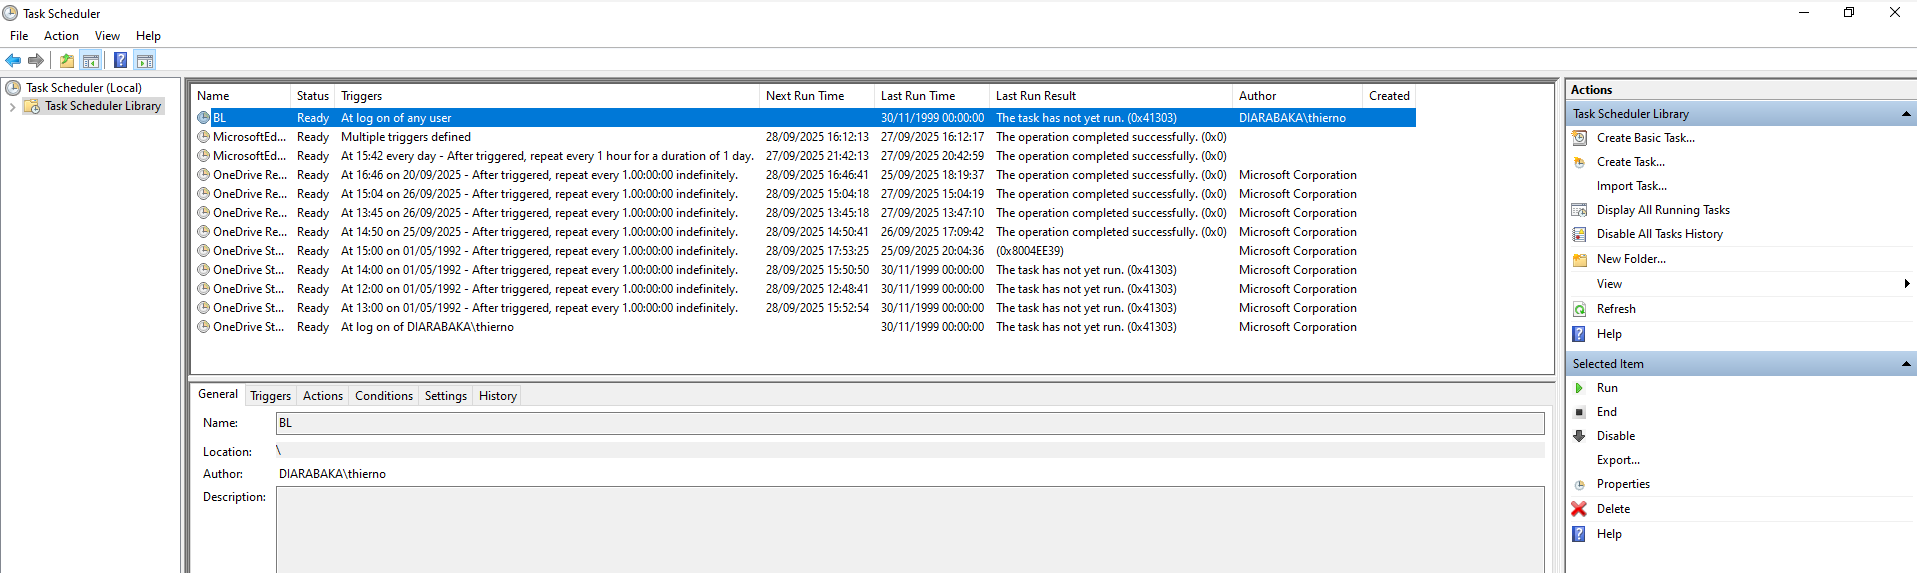 Task Scheduler
File Action View Help
Task Scheduler (Local)
Task Scheduler Library
Name Status Triggers Next Run Time Last Run Time Last Run Result Author Created
BL Ready At log on of any user 30/11/1999 00:00:00 The task has not yet run. (0x41303) DIARABAKA\thierno
MicrosoftEd... Ready Multiple triggers defined 28/09/2025 16:12:13 27/09/2025 16:12:17 The operation completed successfully. (0x0)
MicrosoftEd... Ready At 15:42 every day - After triggered, repeat every 1 hour for a duration of 1 day. 27/09/2025 21:42:13 27/09/2025 20:42:59 The operation completed successfully. (0x0)
OneDrive Re... Ready At 16:46 on 20/09/2025 - After triggered, repeat every 1.00:00:00 indefinitely. 28/09/2025 16:46:41 25/09/2025 18:19:37 The operation completed successfully. (0x0) Microsoft Corporation
OneDrive Re... Ready At 15:04 on 26/09/2025 - After triggered, repeat every 1.00:00:00 indefinitely. 28/09/2025 15:04:18 27/09/2025 15:04:19 The operation completed successfully. (0x0) Microsoft Corporation
OneDrive Re... Ready At 13:45 on 26/09/2025 - After triggered, repeat every 1.00:00:00 indefinitely. 28/09/2025 13:45:18 27/09/2025 13:47:10 The operation completed successfully. (0x0) Microsoft Corporation
OneDrive Re... Ready At 14:50 on 25/09/2025 - After triggered, repeat every 1.00:00:00 indefinitely. 28/09/2025 14:50:41 26/09/2025 17:09:42 The operation completed successfully. (0x0) Microsoft Corporation
OneDrive St... Ready At 15:00 on 01/05/1992 - After triggered, repeat every 1.00:00:00 indefinitely. 28/09/2025 17:53:25 25/09/2025 20:04:36 (0x8004EE39) Microsoft Corporation
OneDrive St... Ready At 14:00 on 01/05/1992 - After triggered, repeat every 1.00:00:00 indefinitely. 28/09/2025 15:50:50 30/11/1999 00:00:00 The task has not yet run. (0x41303) Microsoft Corporation
OneDrive St... Ready At 12:00 on 01/05/1992 - After triggered, repeat every 1.00:00:00 indefinitely. 28/09/2025 12:48:41 30/11/1999 00:00:00 The task has not yet run. (0x41303) Microsoft Corporation
OneDrive St... Ready At 13:00 on 01/05/1992 - After triggered, repeat every 1.00:00:00 indefinitely. 28/09/2025 15:52:54 30/11/1999 00:00:00 The task has not yet run. (0x41303) Microsoft Corporation
OneDrive St... Ready At log on of DIARABAKA\thierno 30/11/1999 00:00:00 The task has not yet run. (0x41303) Microsoft Corporation
General Triggers Actions Conditions Settings History
Name: BL
Location: \
Author: DIARABAKA\thierno
Description:
Actions
Task Scheduler Library
Create Basic Task...
Create Task...
Import Task...
Display All Running Tasks
Disable All Tasks History
New Folder...
View
Refresh
Help
Selected Item
Run
End
Disable
Export...
Properties
Delete
Help